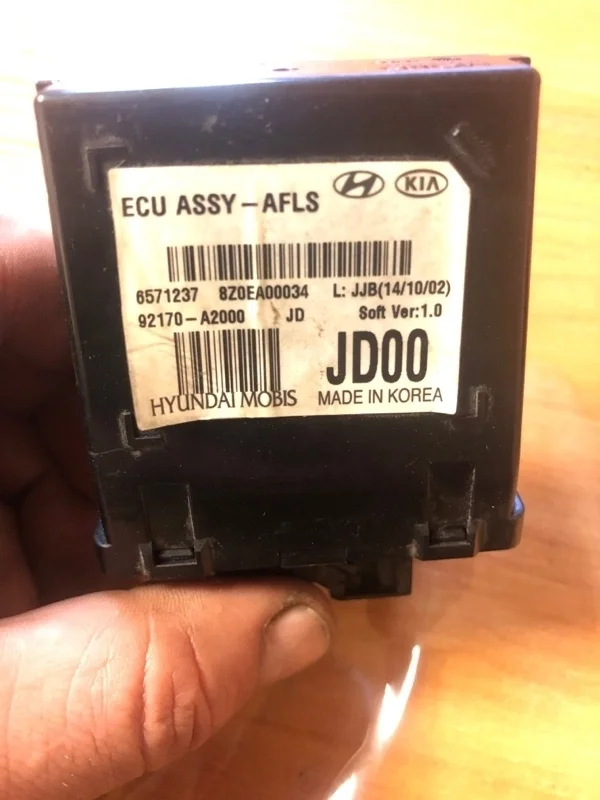 ECU ASSY-AFLS KIA
6571237 8Z0EA00034 L: JJB(14/10/02)
92170-A2000 JD Soft Ver:1.0
JD00
HYUNDAI MOBIS MADE IN KOREA